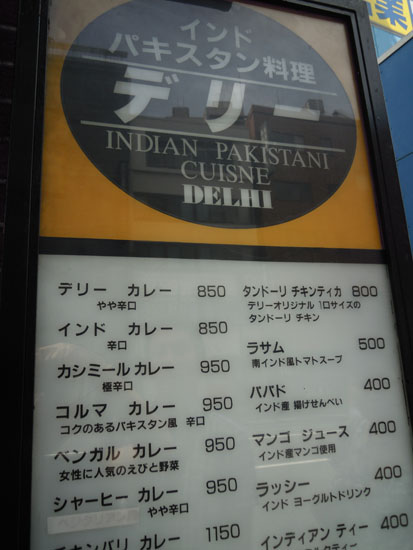 インド
パキスタン料理
デリー
INDIAN PAKISTANI
CUISNE
DELHI
デリー カレー 850
やや辛口
インド カレー 850
辛口
カシミール カレー 950
極辛口
コルマ カレー 950
コクのあるパキスタン風 辛口
ベンガル カレー 950
女性に人気のえびと野菜
シャーヒー カレー 950
やや辛口
チキンバリ カレー 1150
タンドーリ チキンティカ 800
デリーオリジナル 1口サイズの
タンドーリ チキン
ラサム 500
南インド風トマトスープ
パパド 400
インド産 揚げせんべい
マンゴ ジュース 400
インド産マンゴ使用
ラッシー 400
インド ヨーグルトドリンク
インディアン ティー 400